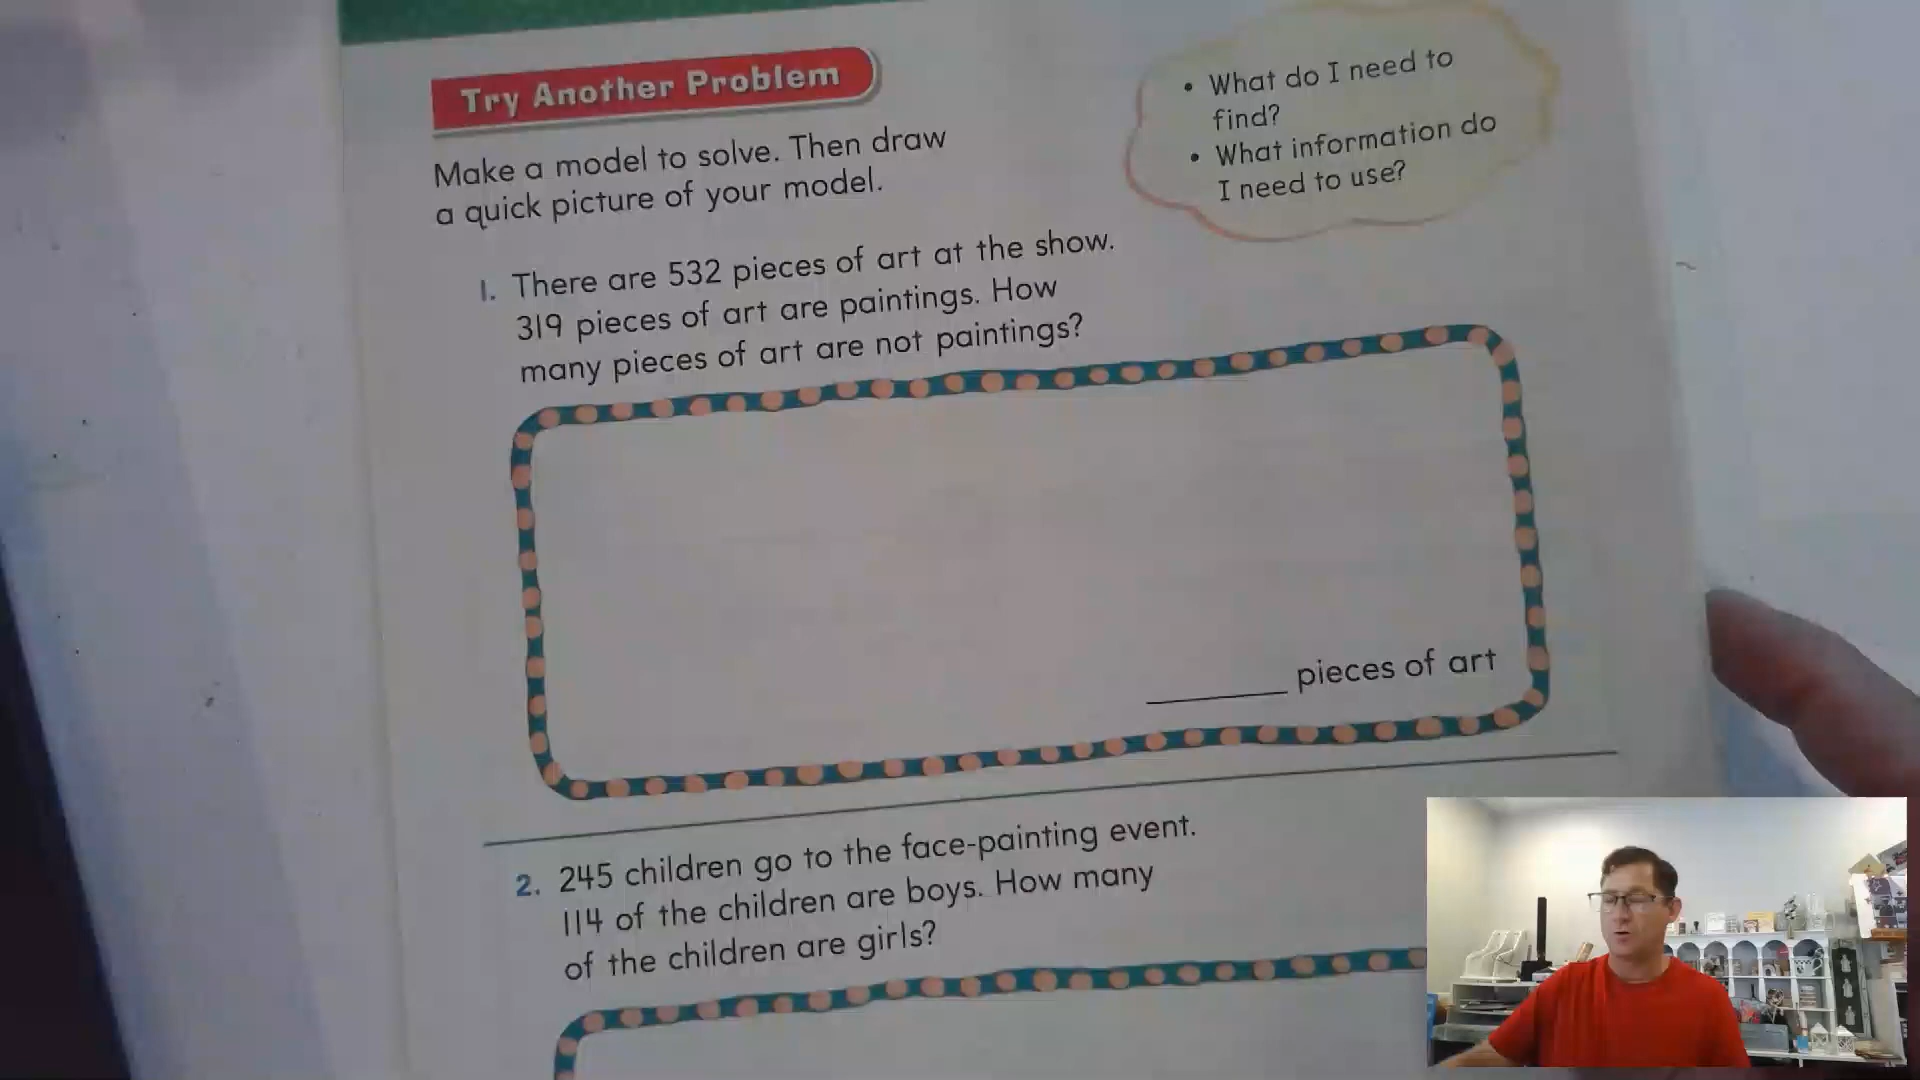 Try Another Problem
Make a model to solve. Then draw
a quick picture of your model.
• What do I need to
find?
• What information do
I need to use?
1. There are 532 pieces of art at the show.
319 pieces of art are paintings. How
many pieces of art are not paintings?
______ pieces of art
2. 245 children go to the face-painting event.
114 of the children are boys. How many
of the children are girls?